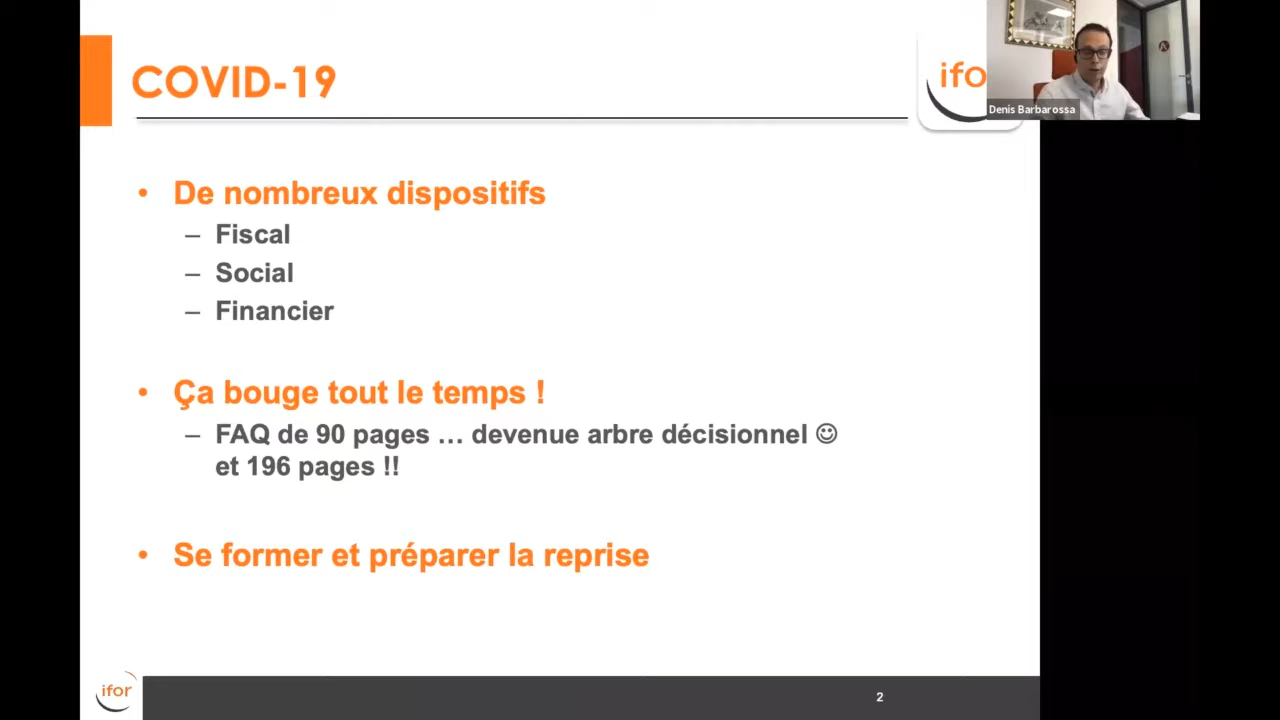 COVID-19
ifo
Denis Barbarossa
• De nombreux dispositifs
– Fiscal
– Social
– Financier
• Ça bouge tout le temps !
– FAQ de 90 pages … devenue arbre décisionnel ☺
et 196 pages !!
• Se former et préparer la reprise
ifor
2